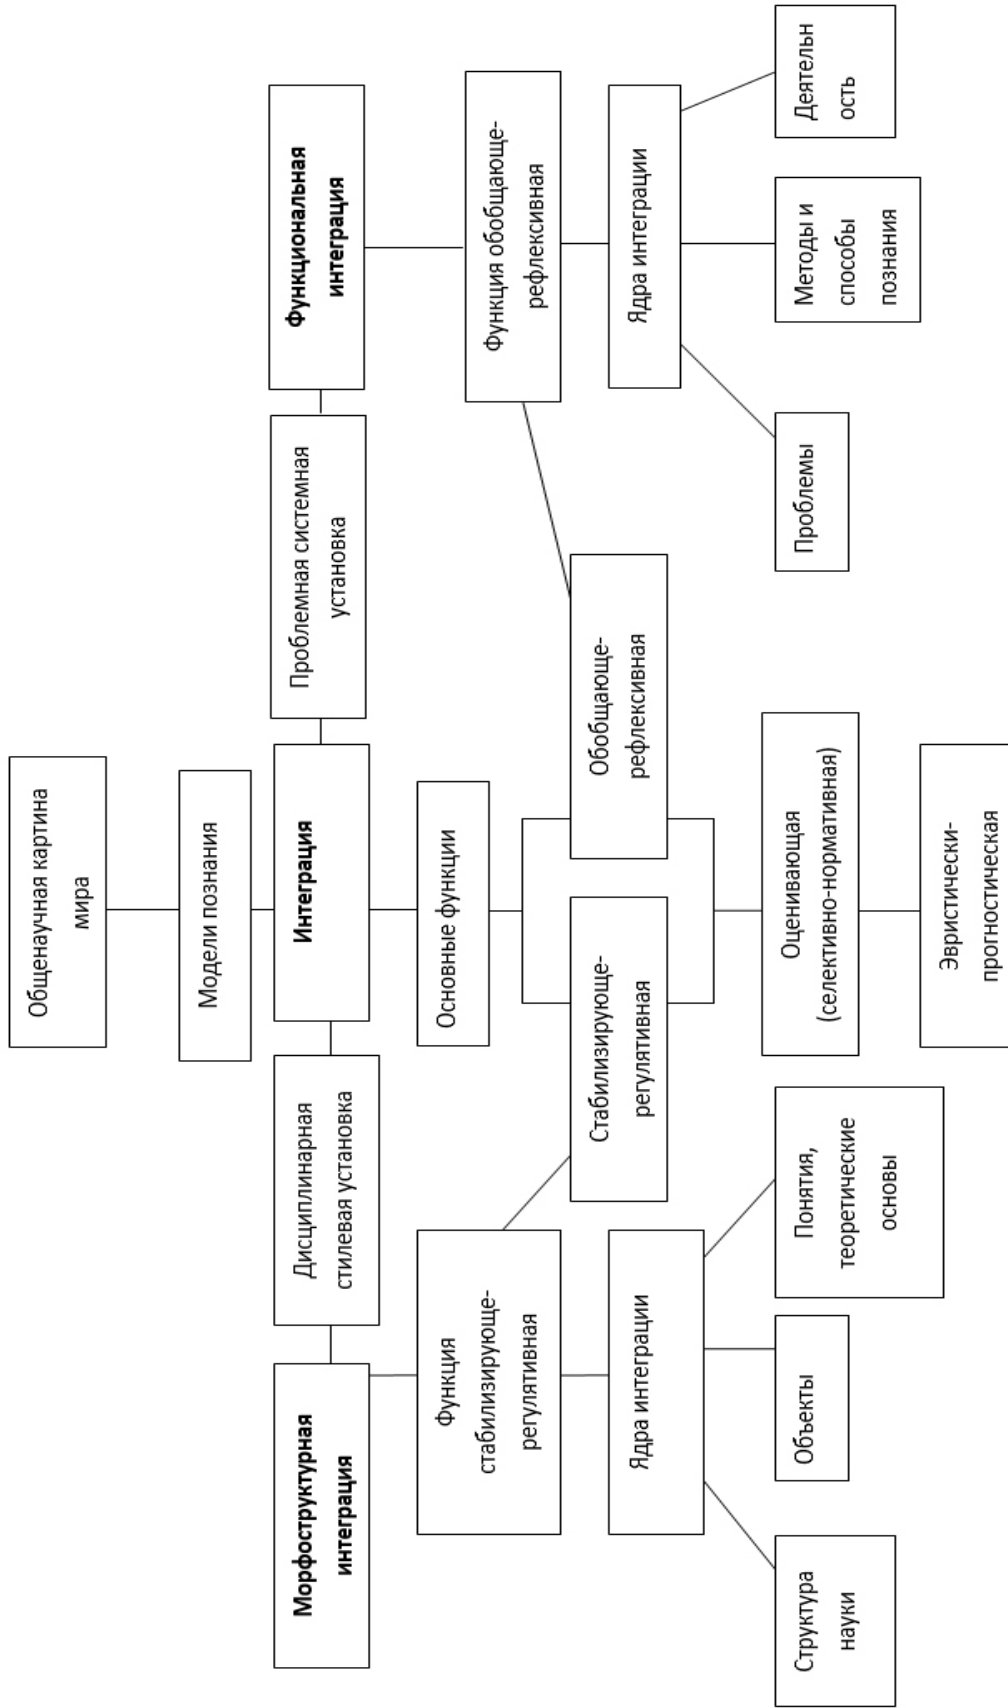 Общенаучная картина
мира
Модели познания
Морфоструктурная
интеграция
Дисциплинарная
стилевая установка
Интеграция
Проблемная системная
установка
Функциональная
интеграция
Функция
стабилизирующе-
регулятивная
Основные функции
Функция обобщающе-
рефлексивная
Стабилизирующе-
регулятивная
Обобщающе-
рефлексивная
Ядра интеграции
Ядра интеграции
Оценивающая
(селективно-нормативная)
Структура
науки
Объекты
Понятия,
теоретические
основы
Проблемы
Методы и
способы
познания
Деятельн
ость
Эвристически-
прогностическая